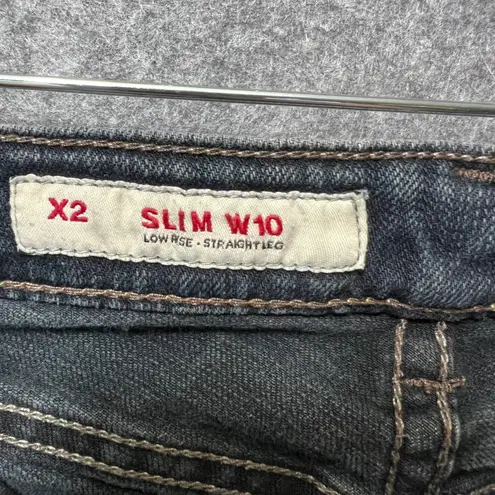 X2 SLIM W10
LOW RISE - STRAIGHT LEG